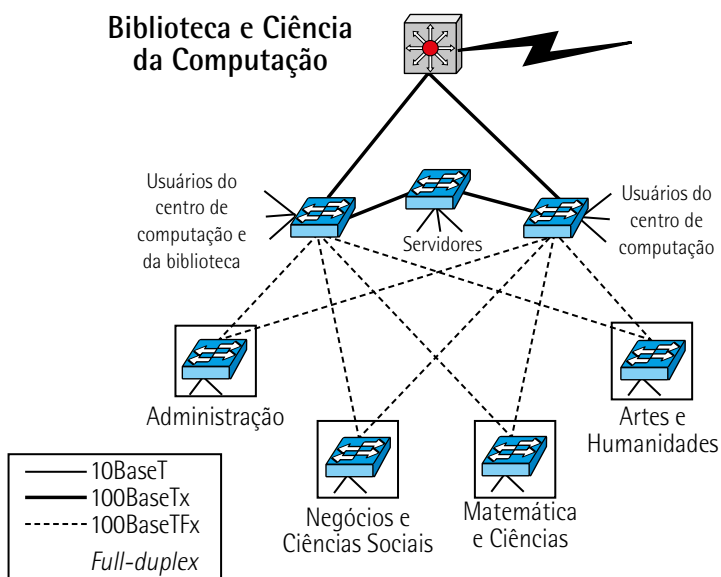 Biblioteca e Ciência
da Computação
Usuários do
centro de
computação e
da biblioteca
Servidores
Usuários do
centro de
computação
Administração
Artes e
Humanidades
Negócios e
Ciências Sociais
Matemática
e Ciências
10BaseT
100BaseTx
100BaseTFx
Full-duplex